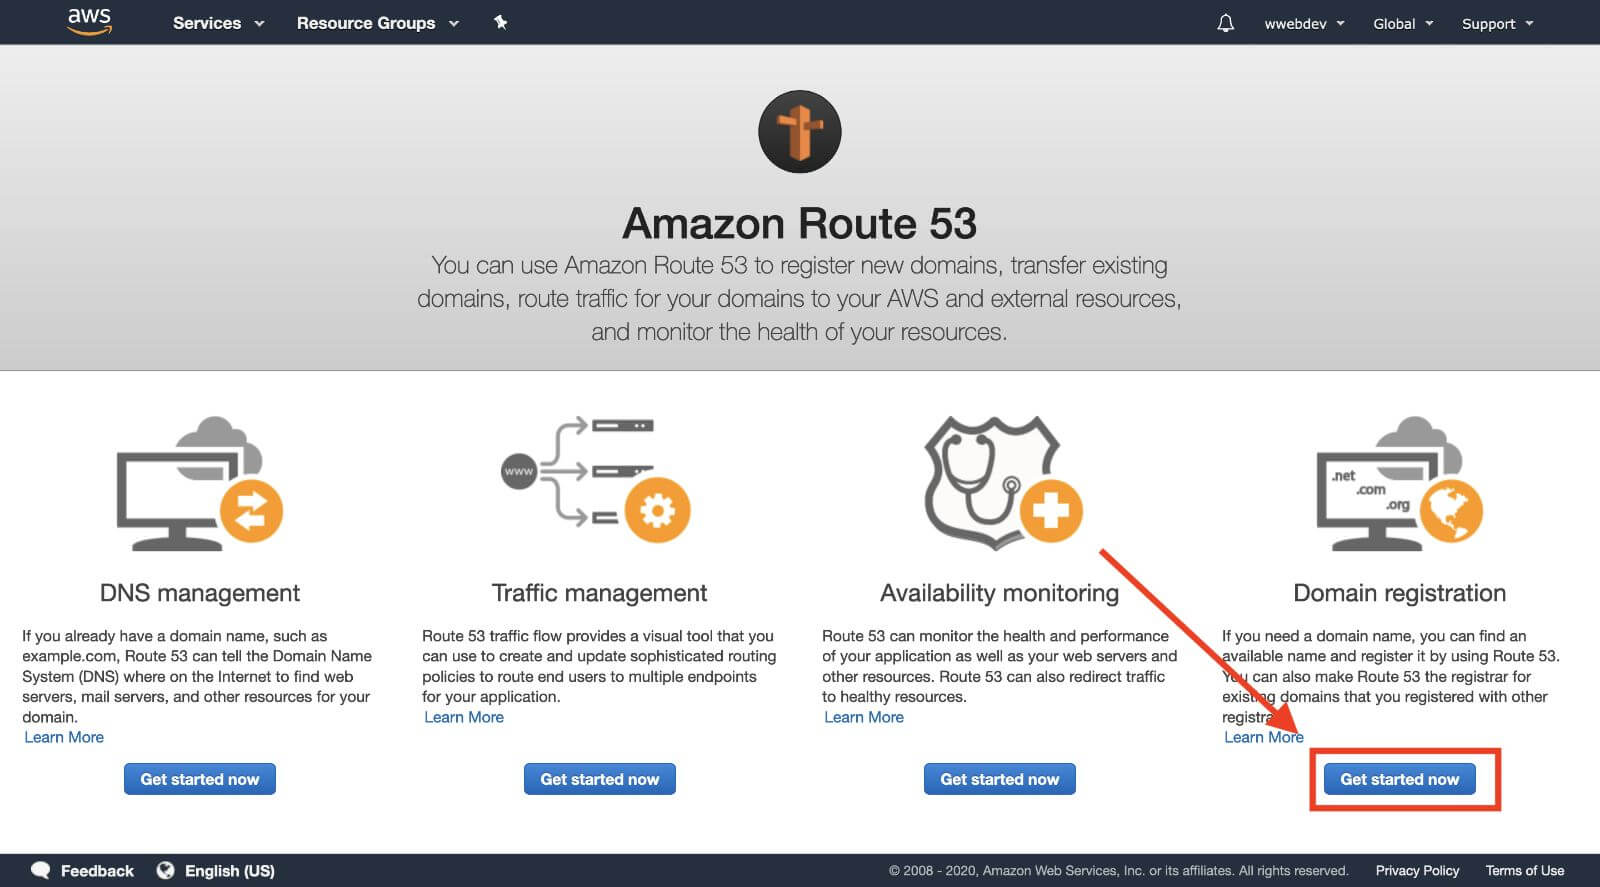 aws
Services
Resource Groups
wwebdev
Global
Support
Amazon Route 53
You can use Amazon Route 53 to register new domains, transfer existing
domains, route traffic for your domains to your AWS and external resources,
and monitor the health of your resources.
www
.net
.com
.org
DNS management
If you already have a domain name, such as
example.com, Route 53 can tell the Domain Name
System (DNS) where on the Internet to find web
servers, mail servers, and other resources for your
domain.
Learn More
Get started now
Traffic management
Route 53 traffic flow provides a visual tool that you
can use to create and update sophisticated routing
policies to route end users to multiple endpoints
for your application.
Learn More
Get started now
Availability monitoring
Route 53 can monitor the health and performance
of your application as well as your web servers and
other resources. Route 53 can also redirect traffic
to healthy resources.
Learn More
Get started now
Domain registration
If you need a domain name, you can find an
available name and register it by using Route 53.
You can also make Route 53 the registrar for
existing domains that you registered with other
Learn More
Get started now
Feedback
English (US)
© 2008 - 2020, Amazon Web Services, Inc. or its affiliates. All rights reserved.
Privacy Policy
Terms of Use